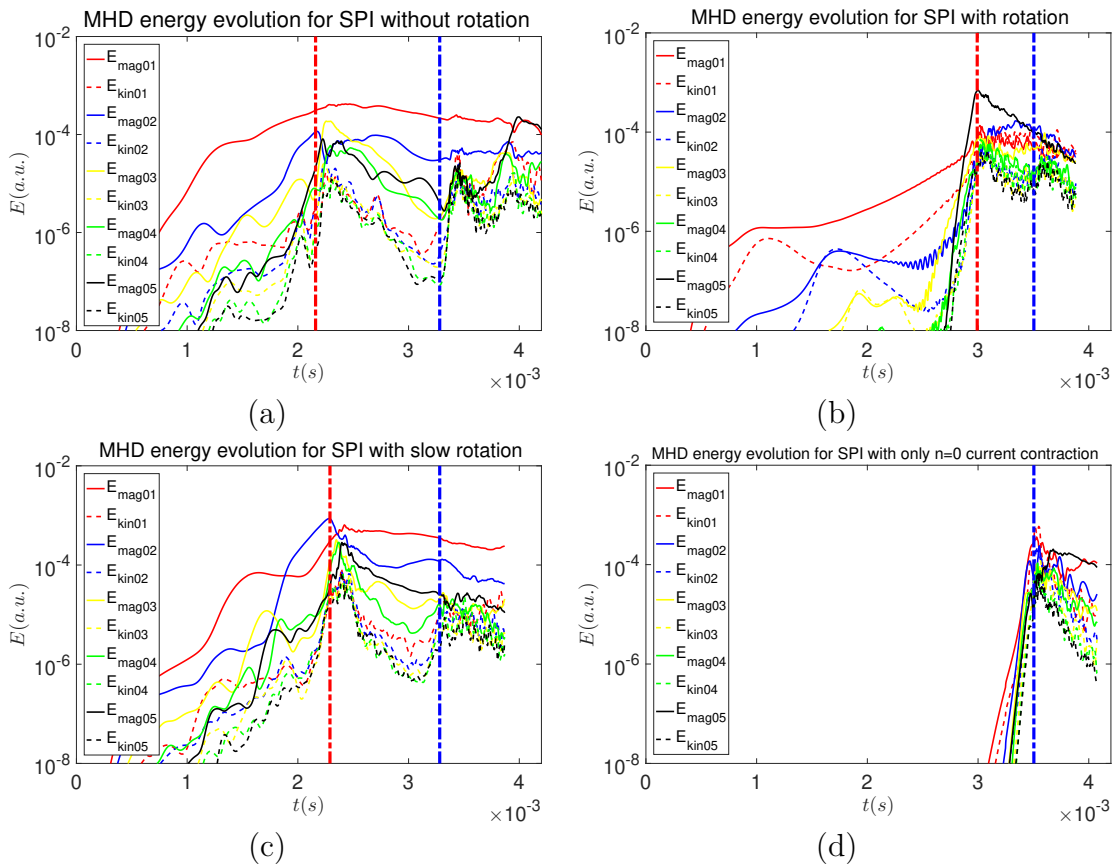 MHD energy evolution for SPI without rotation
10^-2
10^-4
10^-6
10^-8
E(a.u.)
E_mag01
E_kin01
E_mag02
E_kin02
E_mag03
E_kin03
E_mag04
E_kin04
E_mag05
E_kin05
0 1 2 3 4
t(s)
×10^-3
(a)
MHD energy evolution for SPI with rotation
10^-2
10^-4
10^-6
10^-8
E(a.u.)
E_mag01
E_kin01
E_mag02
E_kin02
E_mag03
E_kin03
E_mag04
E_kin04
E_mag05
E_kin05
0 1 2 3 4
t(s)
×10^-3
(b)
MHD energy evolution for SPI with slow rotation
10^-2
10^-4
10^-6
10^-8
E(a.u.)
E_mag01
E_kin01
E_mag02
E_kin02
E_mag03
E_kin03
E_mag04
E_kin04
E_mag05
E_kin05
0 1 2 3 4
t(s)
×10^-3
(c)
MHD energy evolution for SPI with only n=0 current contraction
10^-2
10^-4
10^-6
10^-8
E(a.u.)
E_mag01
E_kin01
E_mag02
E_kin02
E_mag03
E_kin03
E_mag04
E_kin04
E_mag05
E_kin05
0 1 2 3 4
t(s)
×10^-3
(d)